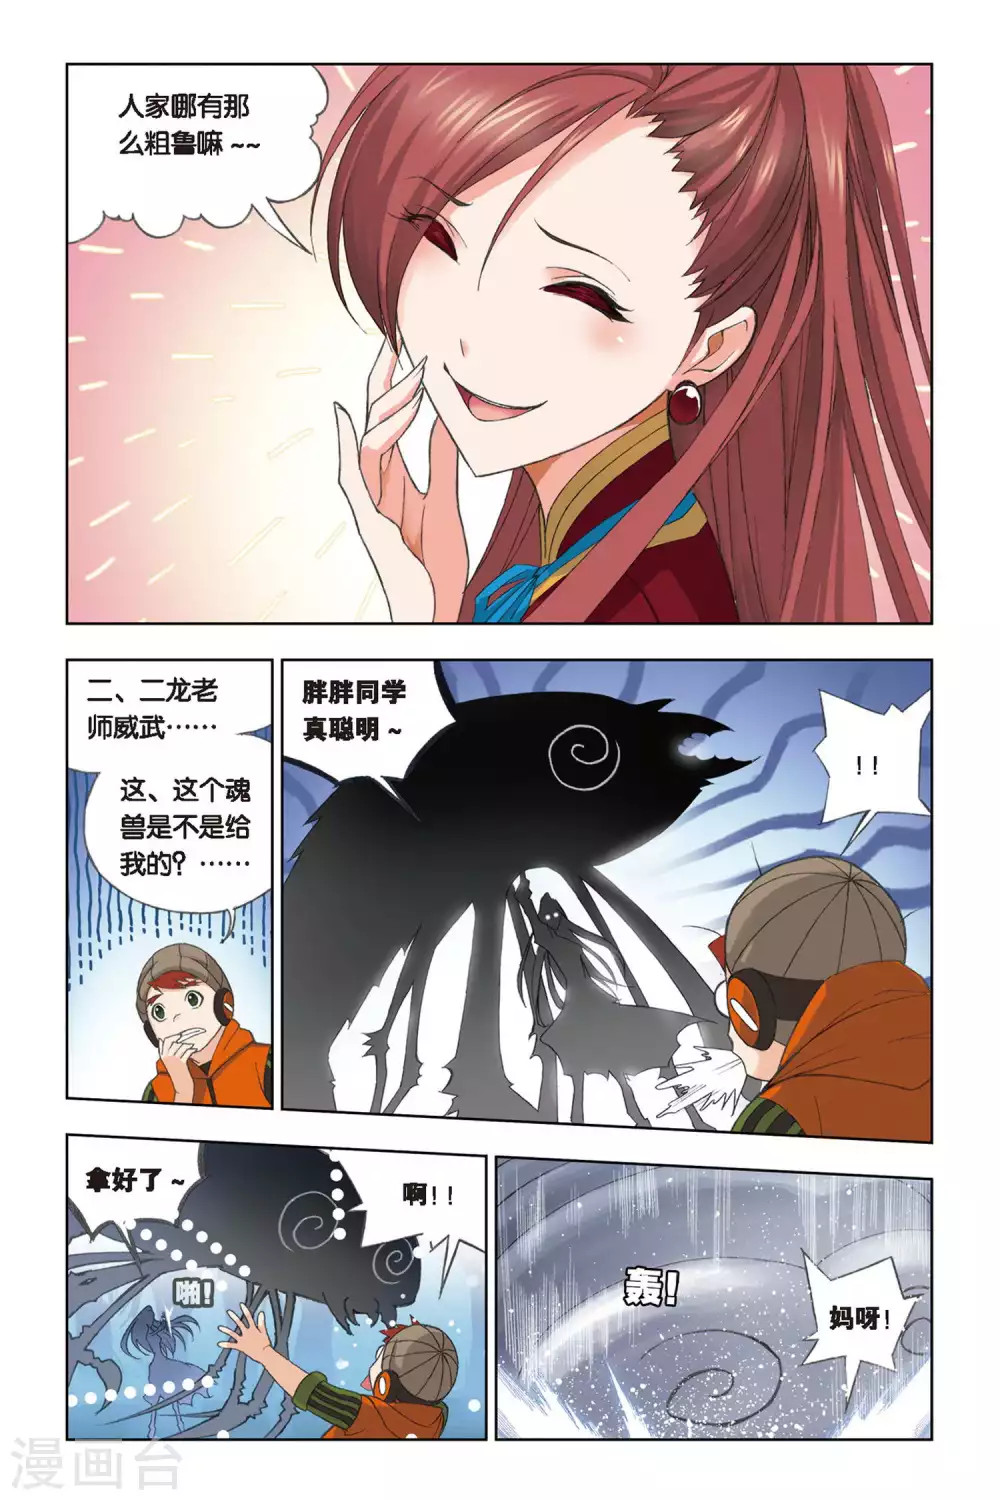 人家哪有那
么粗鲁嘛~~
二、二龙老
师威武……
这、这个魂
兽是不是给
我的？……
胖胖同学
真聪明~
！！
拿好了~
啊！！
啪！
轰！
妈呀！
漫画台